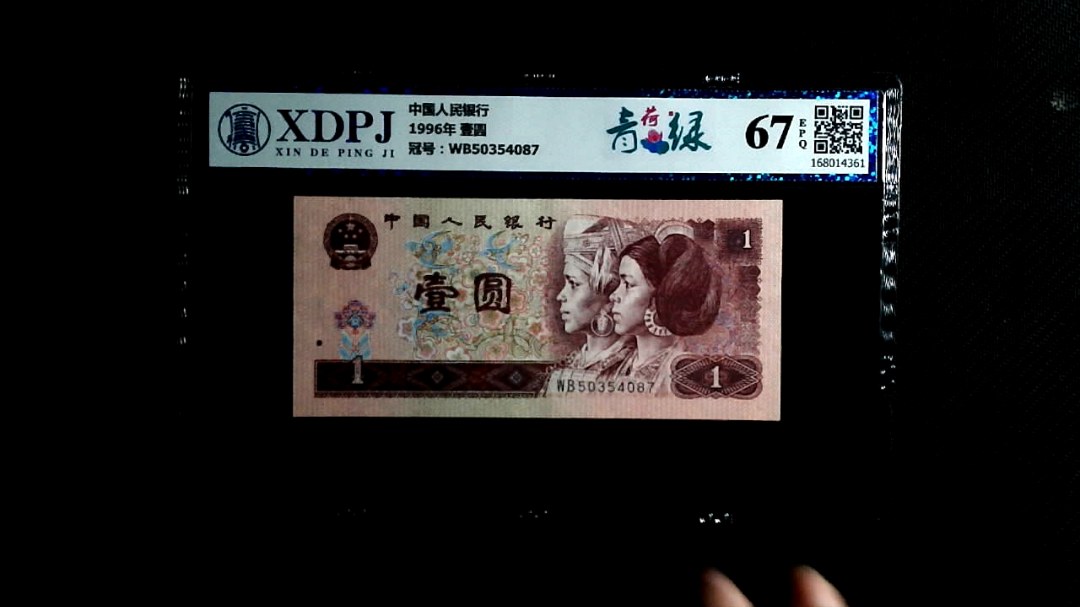 XDPJ
XIN DE PING JI
中国人民银行
1996年 壹圆
冠号：WB50354087
青荷绿
67
EPQ
168014361
中国人民银行
1
壹圆
1
WB50354087
1